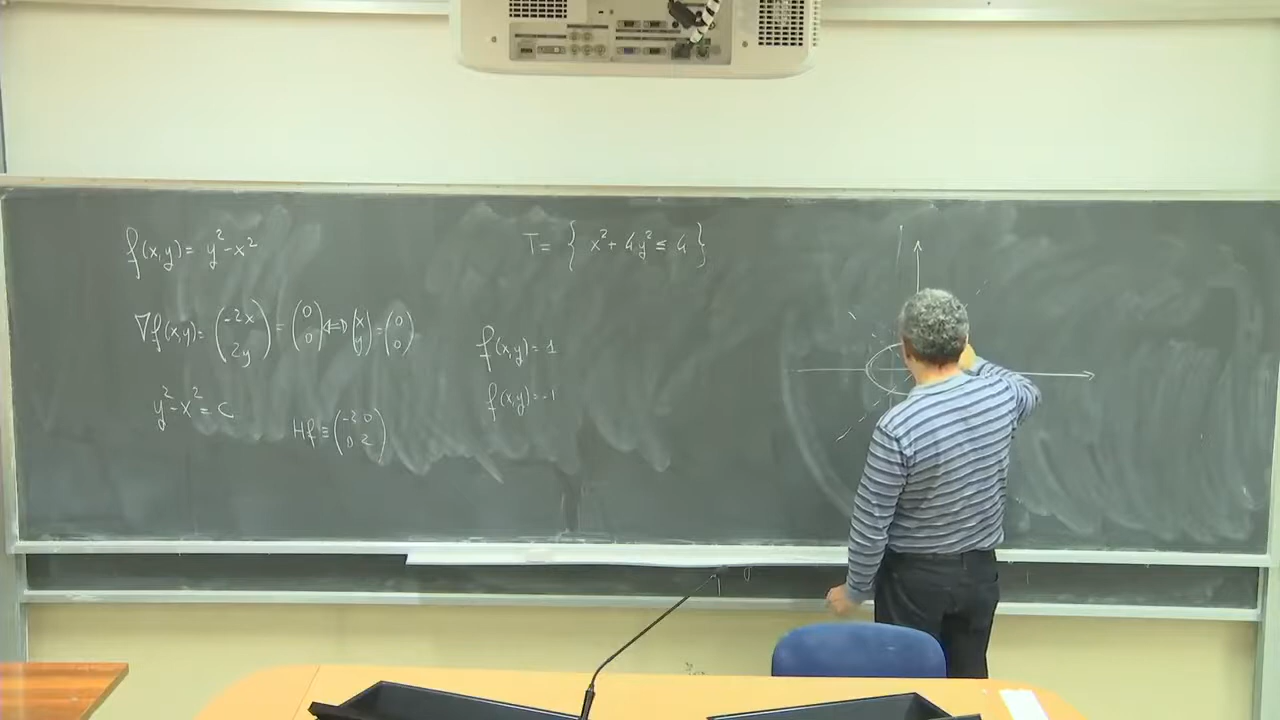 f(x,y) = y² - x²
∇f(x,y) = (-2x 2y) = (0 0) ⟺ (x y) = (0 0)
y² - x² = c
Hf ≡ (-2 0 0 2)
T = { x² + 4y² ≤ 4 }
f(x,y) = 1
f(x,y) = -1